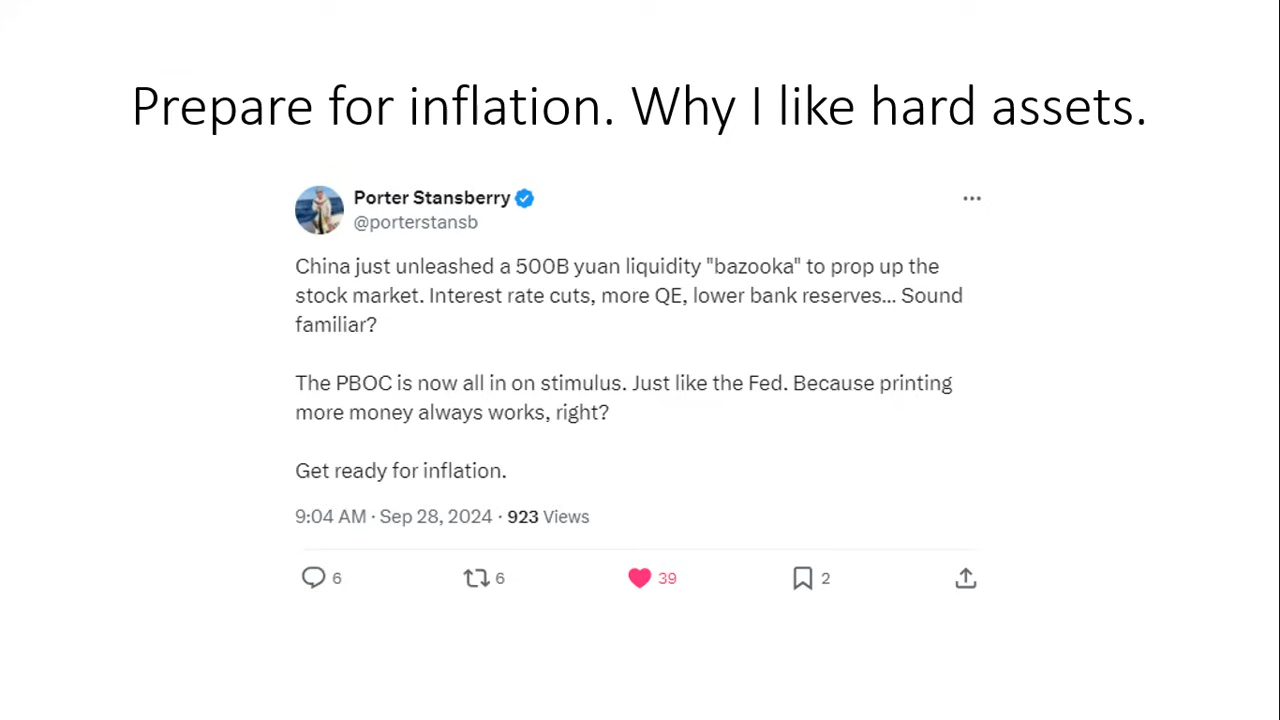 Prepare for inflation. Why I like hard assets.
Porter Stansberry
@porterstansb
China just unleashed a 500B yuan liquidity "bazooka" to prop up the
stock market. Interest rate cuts, more QE, lower bank reserves... Sound
familiar?
The PBOC is now all in on stimulus. Just like the Fed. Because printing
more money always works, right?
Get ready for inflation.
9:04 AM · Sep 28, 2024 · 923 Views
6 6 39 2